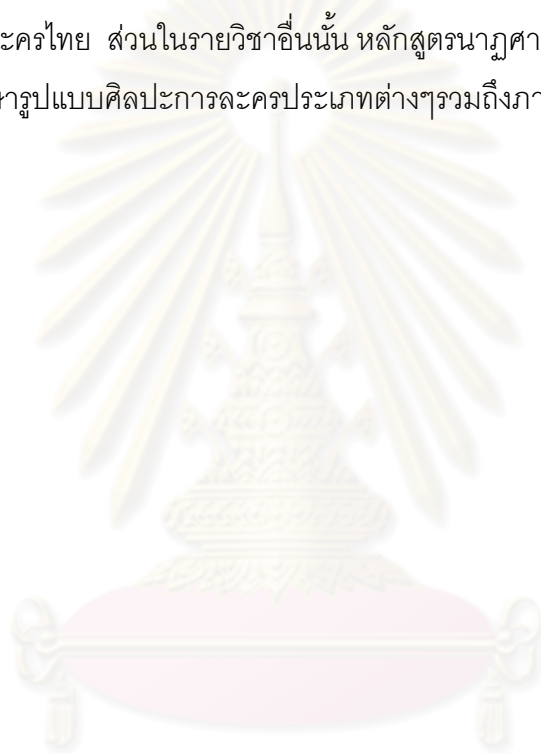 ะครไทย ส่วนในรายวิชาอื่นนั้น หลักสูตรนาฏศา
ารูปแบบศิลปะการละครประเภทต่างๆรวมถึงภา